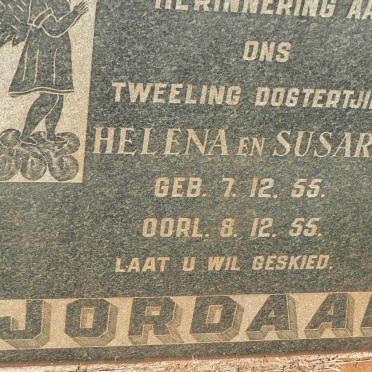 HERINNERING AA
ONS
TWEELING DOGTERTJIE
HELENA EN SUSAR
GEB. 7. 12. 55.
OORL. 8. 12. 55.
LAAT U WIL GESKIED.
JORDAA